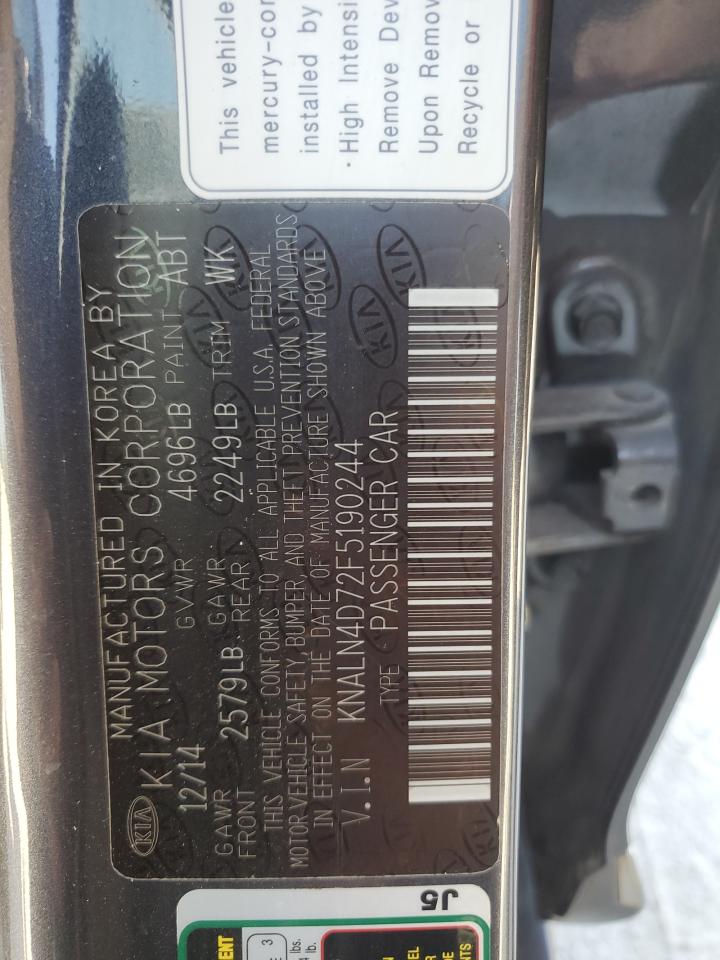 This vehicle
mercury-con
installed by
· High Intensi
Remove Dev
Upon Remov
Recycle or
MANUFACTURED IN KOREA BY
KIA KIA MOTORS CORPORATION
12/14 GVWR 4696LB PAINT ABT
GAWR FRONT 2579LB GAWR REAR: 2249LB TRIM WK
THIS VEHICLE CONFORMS TO ALL APPLICABLE U.S.A. FEDERAL
MOTOR VEHICLE SAFETY, BUMPER, AND THEFT PREVENTION STANDARDS
IN EFFECT ON THE DATE OF MANUFACTURE SHOWN ABOVE
V.I.N KNALN4D72F5190244
TYPE : PASSENGER CAR
J5